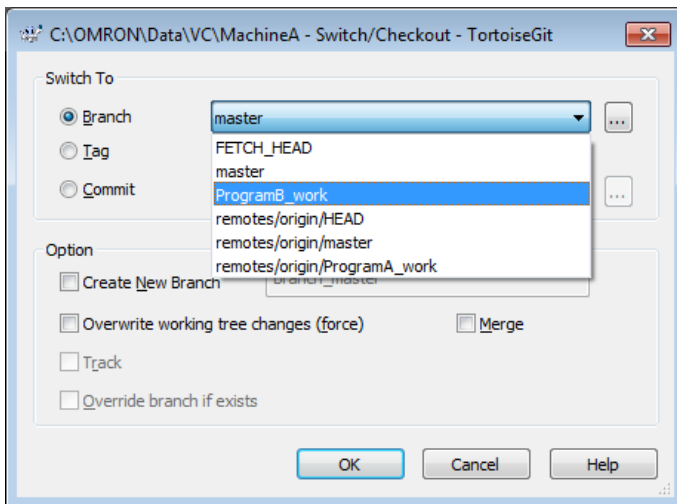 C:\OMRON\Data\VC\MachineA - Switch/Checkout - TortoiseGit
Switch To
Branch
master
...
Tag
FETCH_HEAD
master
Commit
ProgramB_work
...
remotes/origin/HEAD
remotes/origin/master
remotes/origin/ProgramA_work
Option
Create New Branch
branch_master
Overwrite working tree changes (force)
Merge
Track
Override branch if exists
OK
Cancel
Help